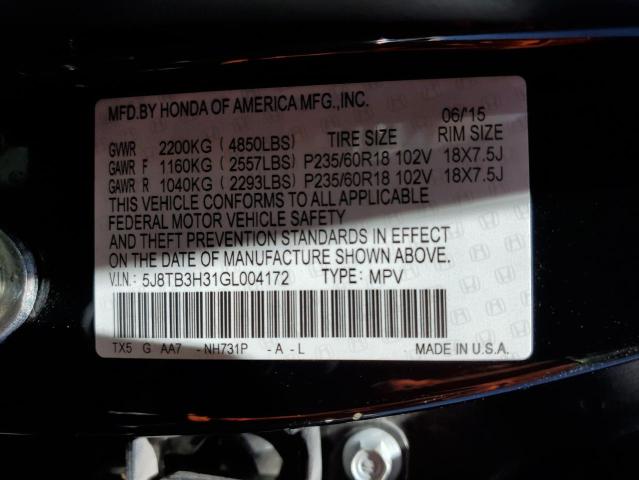 MFD.BY HONDA OF AMERICA MFG.,INC.
06/15
GVWR 2200KG (4850LBS) TIRE SIZE RIM SIZE
GAWR F 1160KG (2557LBS) P235/60R18 102V 18X7.5J
GAWR R 1040KG (2293LBS) P235/60R18 102V 18X7.5J
THIS VEHICLE CONFORMS TO ALL APPLICABLE
FEDERAL MOTOR VEHICLE SAFETY
AND THEFT PREVENTION STANDARDS IN EFFECT
ON THE DATE OF MANUFACTURE SHOWN ABOVE.
V.I.N: 5J8TB3H31GL004172 TYPE: MPV
TX5 G AA7 -NH731P -A -L MADE IN U.S.A.